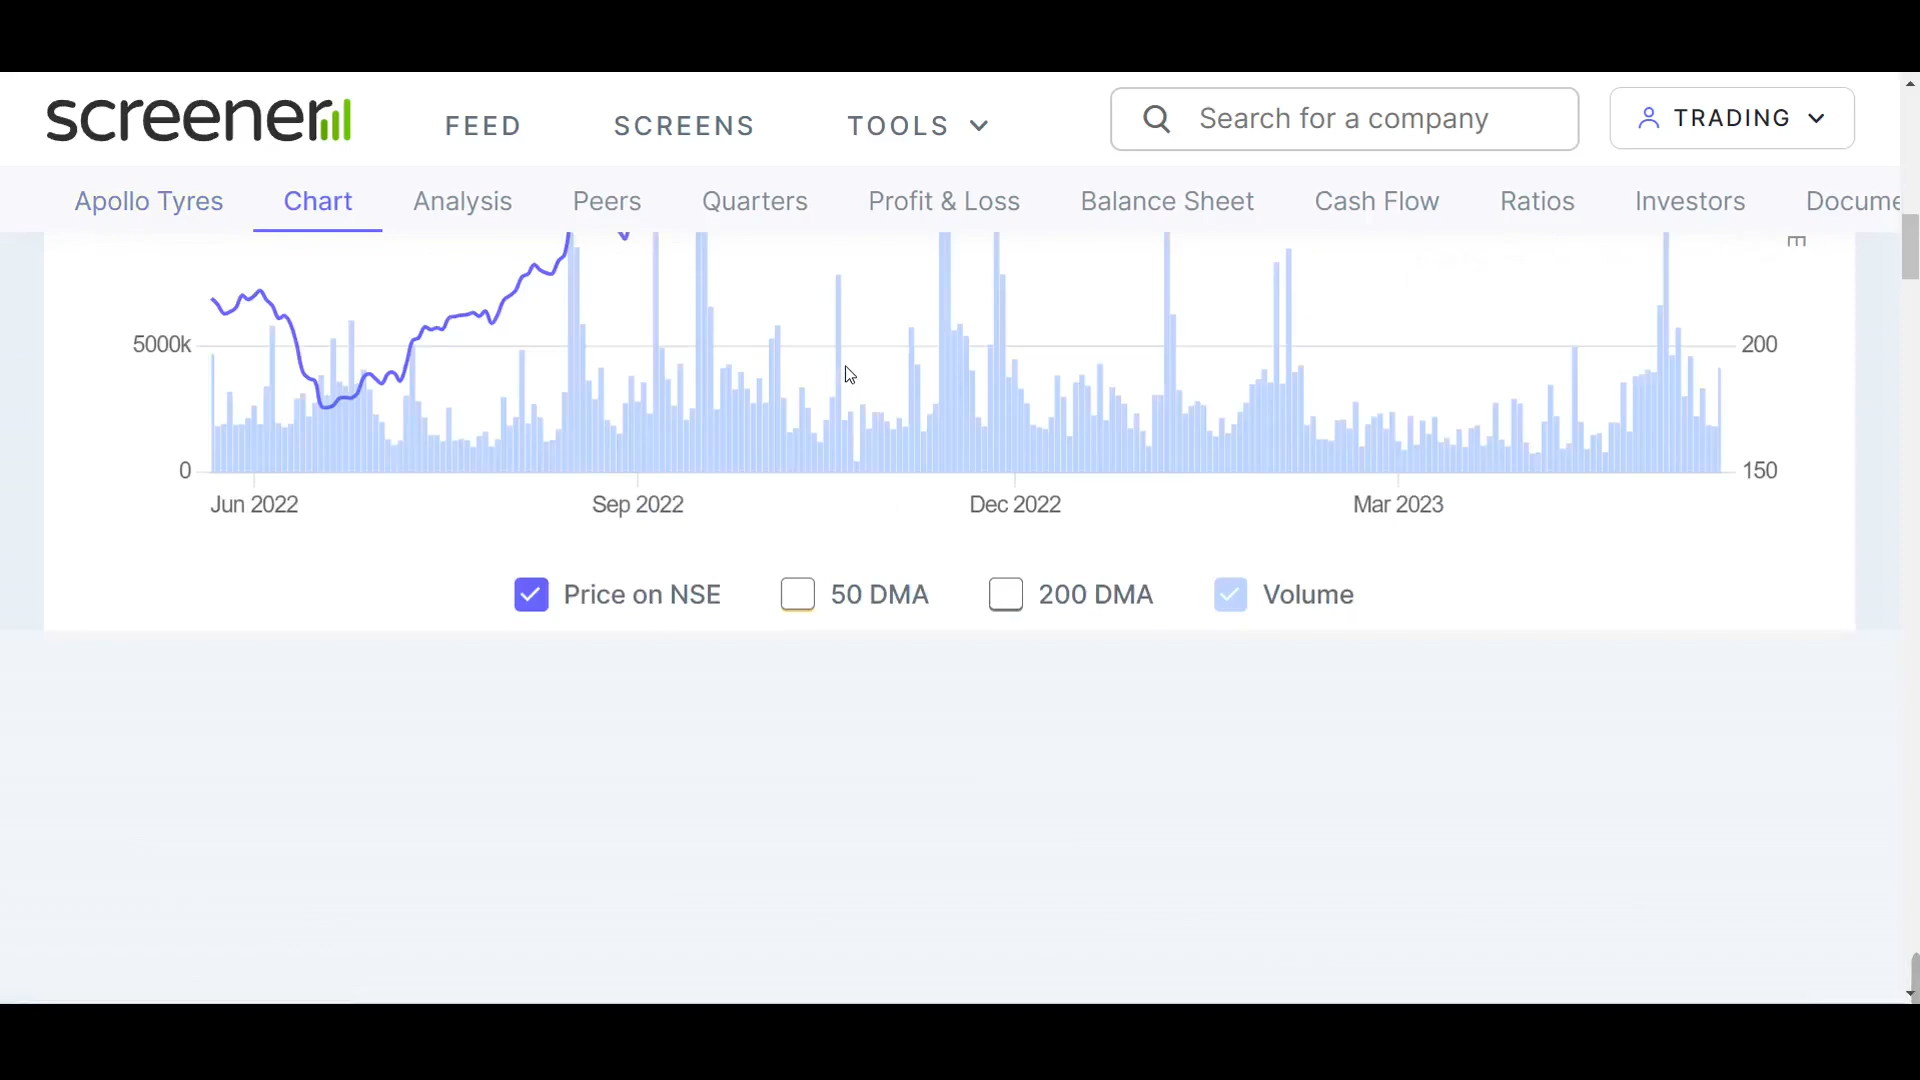 screener FEED SCREENS TOOLS Search for a company TRADING
Apollo Tyres Chart Analysis Peers Quarters Profit & Loss Balance Sheet Cash Flow Ratios Investors Docume
5000k 200
0 150
Jun 2022 Sep 2022 Dec 2022 Mar 2023
Price on NSE 50 DMA 200 DMA Volume